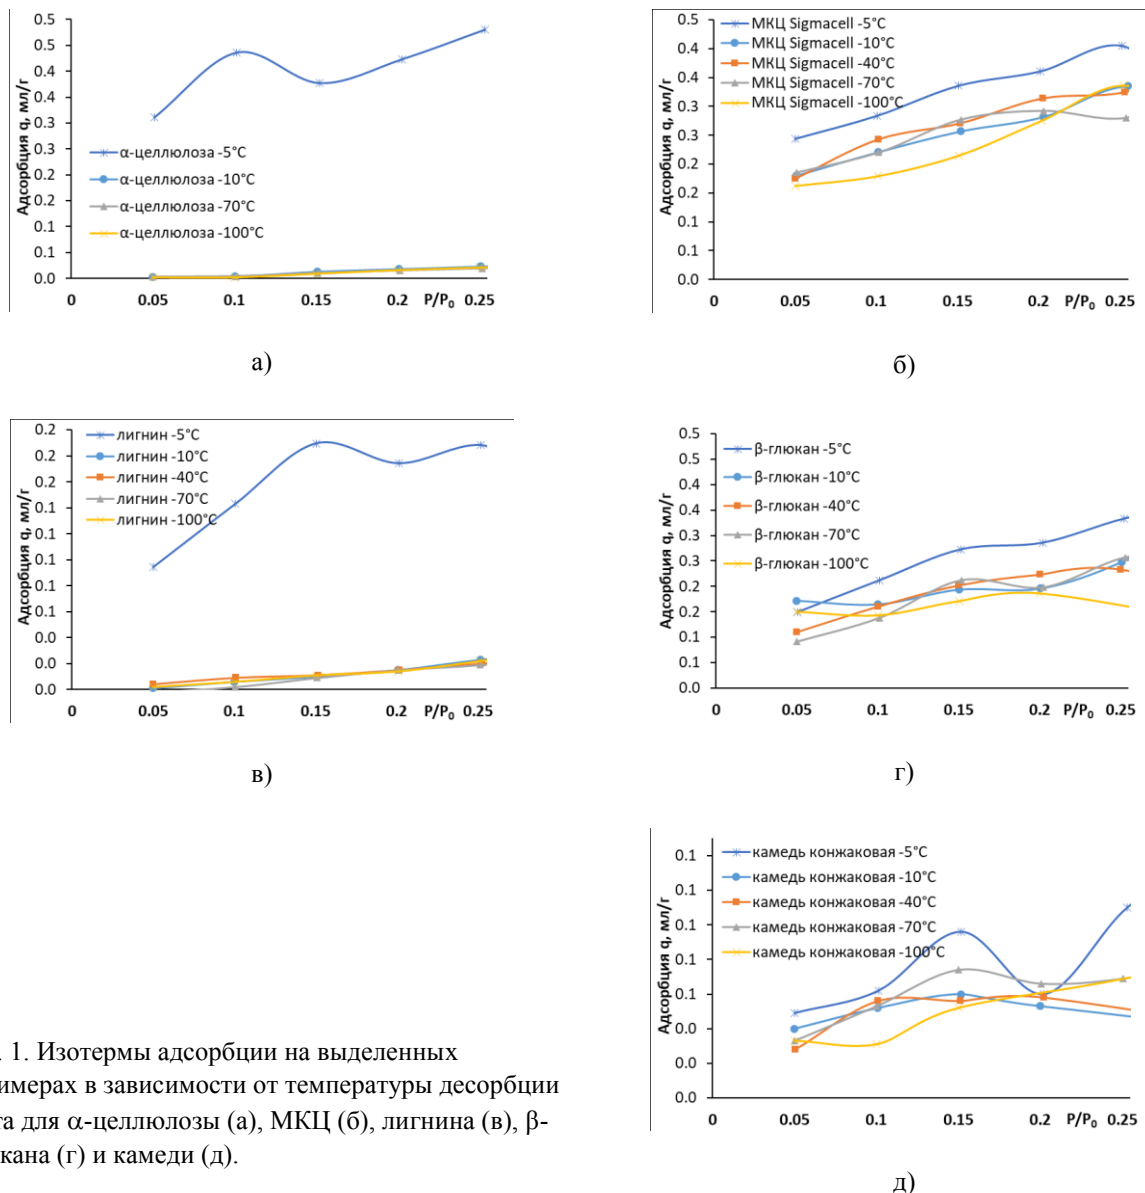 Адсорбция q, мл/г
0.5
0.5
0.4
0.4
0.3
0.3
0.2
0.2
0.1
0.1
0.0
α-целлюлоза -5°C
α-целлюлоза -10°C
α-целлюлоза -70°C
α-целлюлоза -100°C
0 0.05 0.1 0.15 0.2 P/P₀ 0.25
а)
Адсорбция q, мл/г
0.5
0.4
0.4
0.3
0.3
0.2
0.2
0.1
0.1
0.0
МКЦ Sigmacell -5°C
МКЦ Sigmacell -10°C
МКЦ Sigmacell -40°C
МКЦ Sigmacell -70°C
МКЦ Sigmacell -100°C
0 0.05 0.1 0.15 0.2 P/P₀ 0.25
б)
Адсорбция q, мл/г
0.2
0.2
0.2
0.1
0.1
0.1
0.1
0.1
0.0
0.0
0.0
лигнин -5°C
лигнин -10°C
лигнин -40°C
лигнин -70°C
лигнин -100°C
0 0.05 0.1 0.15 0.2 P/P₀ 0.25
в)
Адсорбция q, мл/г
0.5
0.5
0.4
0.4
0.3
0.3
0.2
0.2
0.1
0.1
0.0
β-глюкан -5°C
β-глюкан -10°C
β-глюкан -40°C
β-глюкан -70°C
β-глюкан -100°C
0 0.05 0.1 0.15 0.2 P/P₀ 0.25
г)
Адсорбция q, мл/г
0.1
0.1
0.1
0.1
0.1
0.0
0.0
0.0
камедь конжаковая -5°C
камедь конжаковая -10°C
камедь конжаковая -40°C
камедь конжаковая -70°C
камедь конжаковая -100°C
0 0.05 0.1 0.15 0.2 P/P₀ 0.25
д)
. 1. Изотермы адсорбции на выделенных
имерах в зависимости от температуры десорбции
та для α-целлюлозы (а), МКЦ (б), лигнина (в), β-
кана (г) и камеди (д).